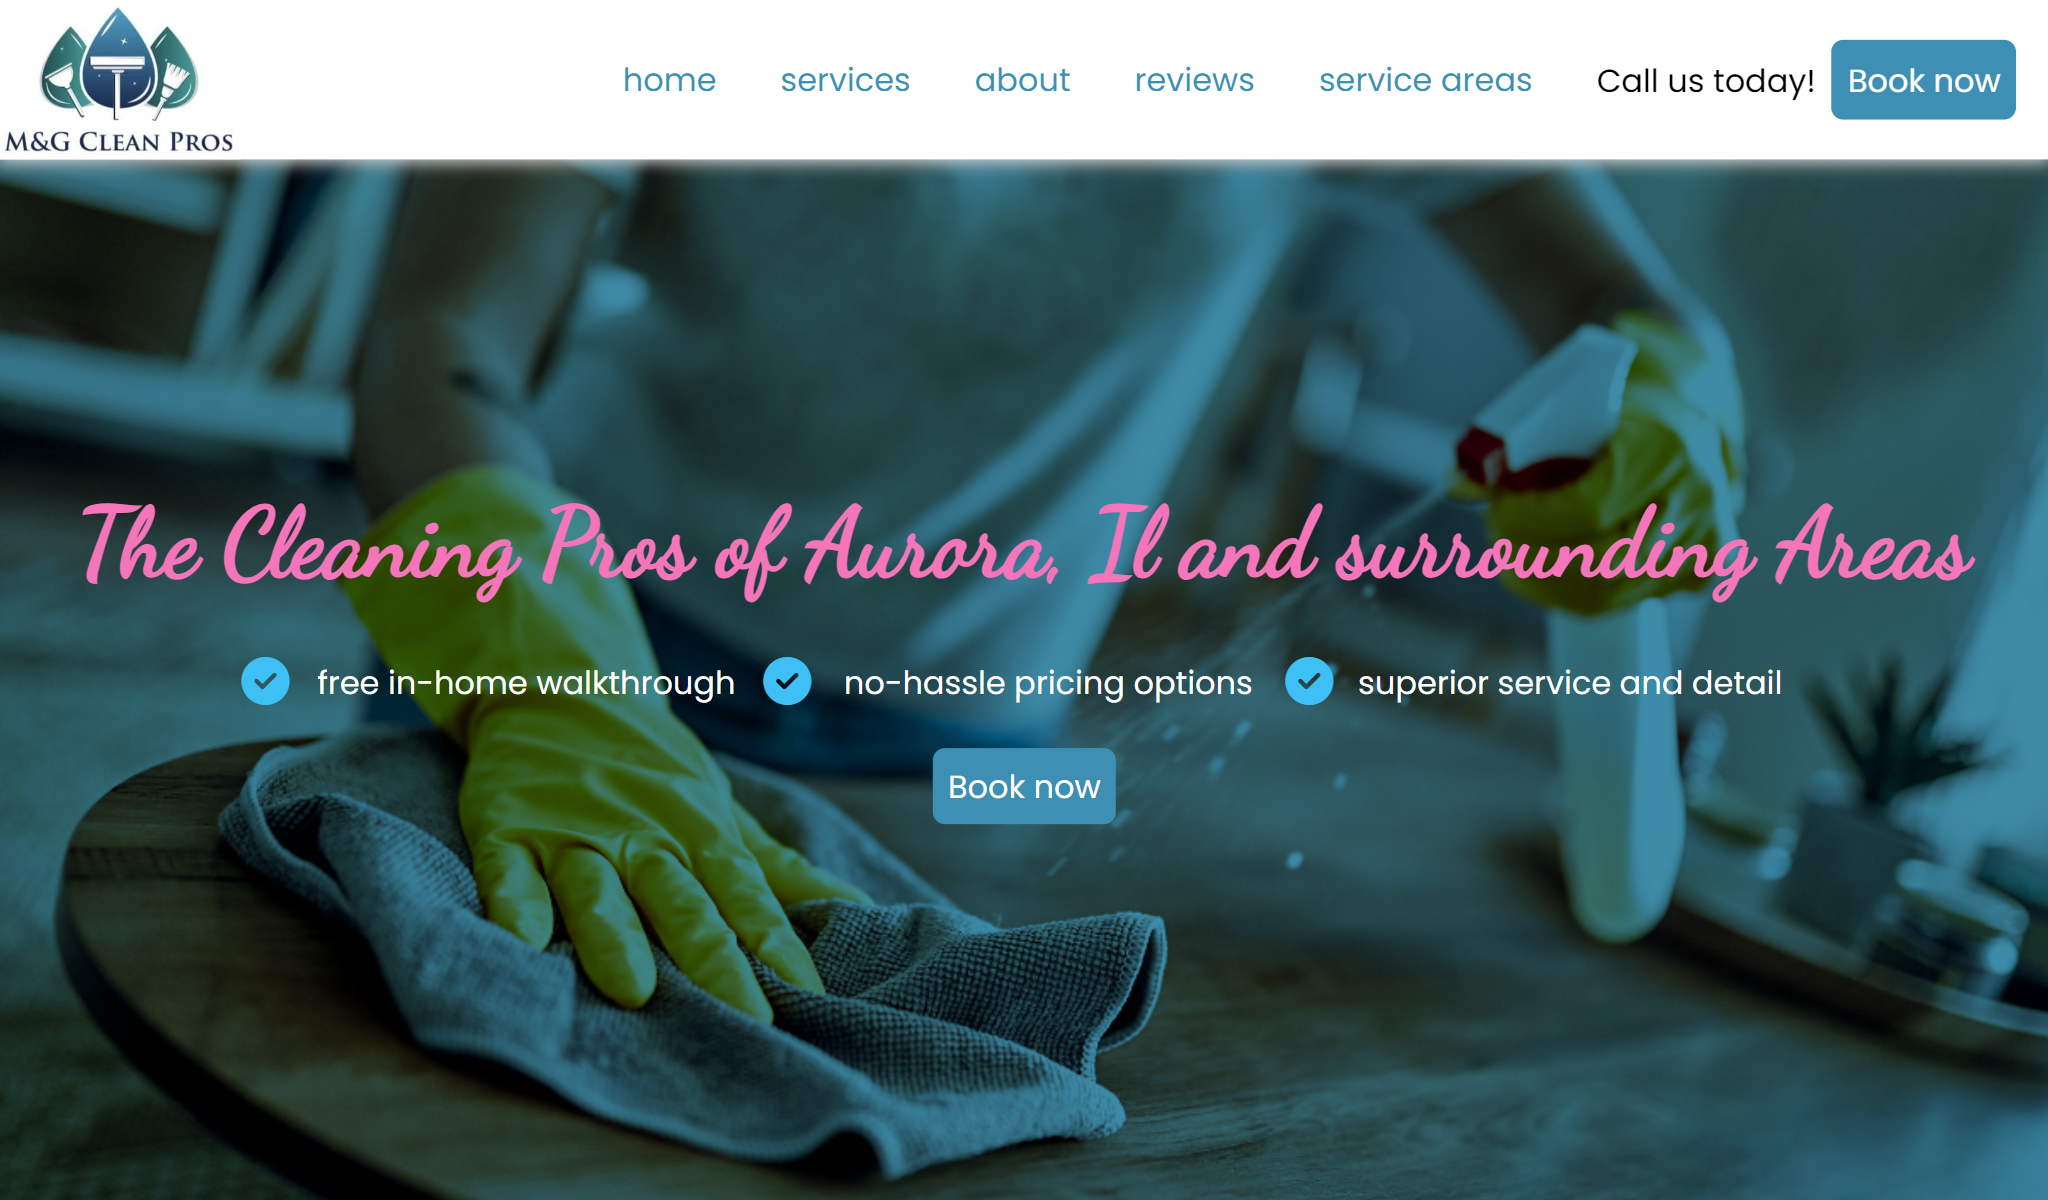 M&G CLEAN PROS
home services about reviews service areas Call us today! Book now
The Cleaning Pros of Aurora, Il and surrounding Areas
free in-home walkthrough no-hassle pricing options superior service and detail
Book now